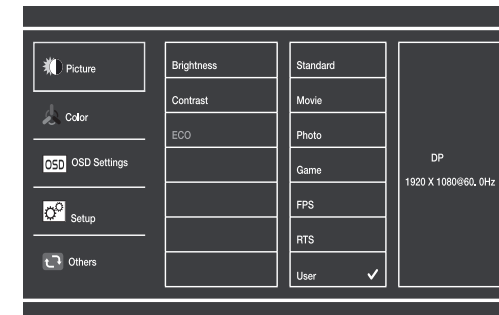 Picture
Color
OSD OSD Settings
Setup
Others
Brightness
Contrast
ECO
Standard
Movie
Photo
Game
FPS
RTS
User
DP
1920 X 1080@60. 0Hz